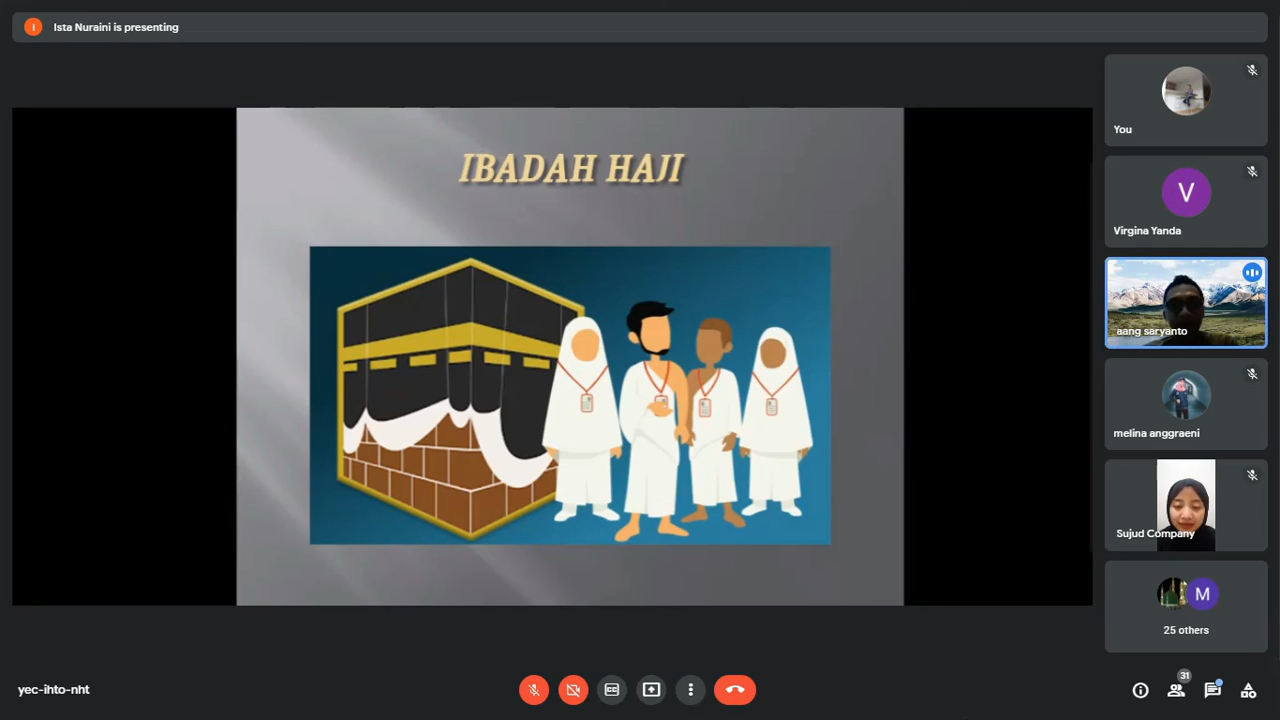 I
Ista Nuraini is presenting
IBADAH HAJI
You
V
Virgina Yanda
aang saryanto
melina anggraeni
Sujud Company
M
25 others
yec-ihto-nht
CC
31